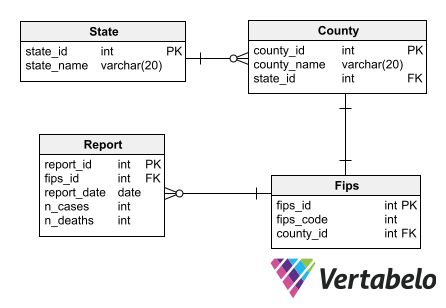 State
state_id int PK
state_name varchar(20)
County
county_id int PK
county_name varchar(20)
state_id int FK
Report
report_id int PK
fips_id int FK
report_date date
n_cases int
n_deaths int
Fips
fips_id int PK
fips_code int
county_id int FK
Vertabelo